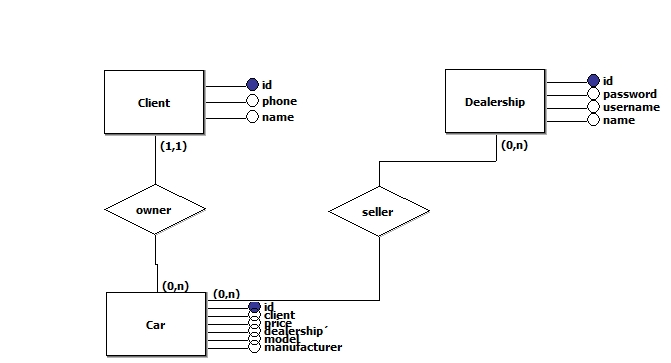 Client
id
phone
name
(1,1)
owner
(0,n)
Dealership
id
password
username
name
(0,n)
seller
(0,n)
Car
id
client
price
dealership´
model
manufacturer